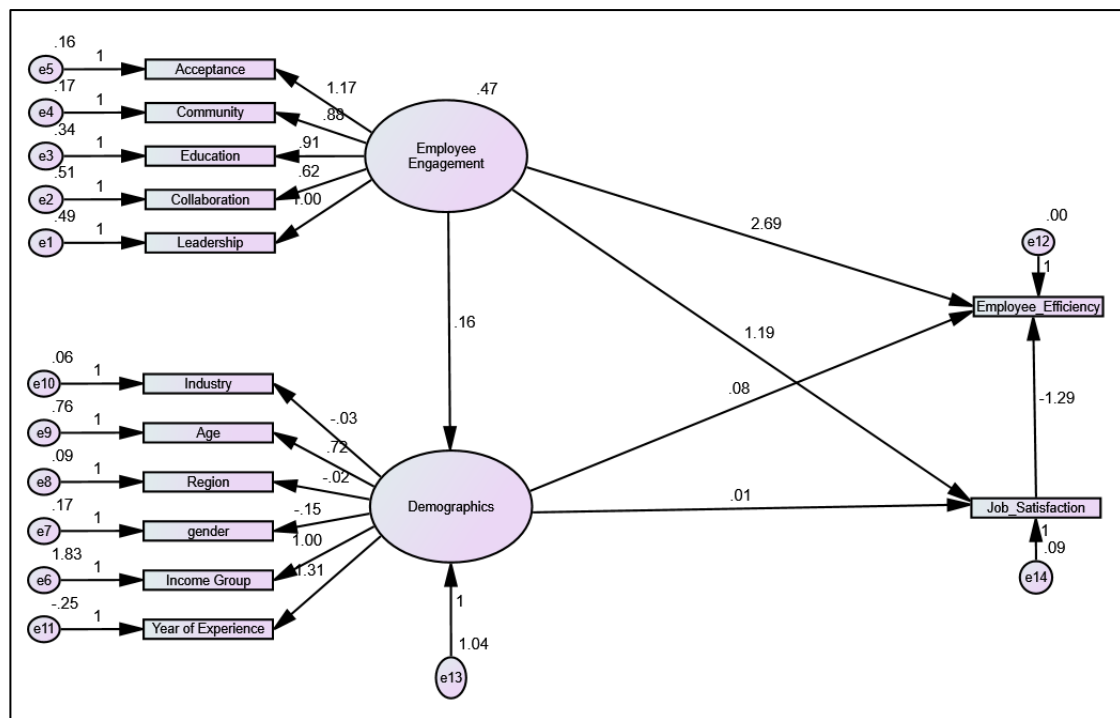 .16
e5
1
Acceptance
.17
e4
1
Community
.34
e3
1
Education
.51
e2
1
Collaboration
.49
e1
1
Leadership
1.17
.88
.91
.62
1.00
.47
Employee
Engagement
2.69
1.19
.16
.00
e12
1
Employee_Efficiency
.06
e10
1
Industry
.76
e9
1
Age
.09
e8
1
Region
.17
e7
1
gender
1.83
e6
1
Income Group
-.25
e11
1
Year of Experience
-.03
.72
-.02
-.15
1.00
1.31
Demographics
.08
.01
-1.29
Job_Satisfaction
1
.09
e14
1
1.04
e13